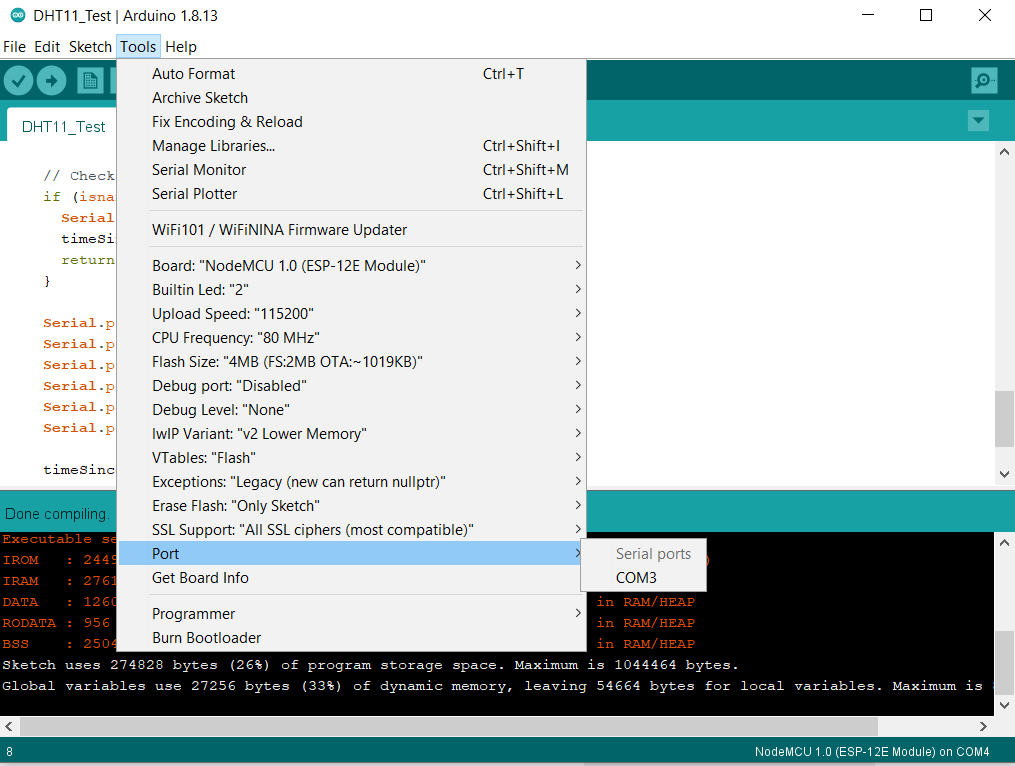 DHT11_Test | Arduino 1.8.13
File Edit Sketch Tools Help
Auto Format Ctrl+T
Archive Sketch
Fix Encoding & Reload
Manage Libraries... Ctrl+Shift+I
Serial Monitor Ctrl+Shift+M
Serial Plotter Ctrl+Shift+L
WiFi101 / WiFiNINA Firmware Updater
Board: "NodeMCU 1.0 (ESP-12E Module)"
Builtin Led: "2"
Upload Speed: "115200"
CPU Frequency: "80 MHz"
Flash Size: "4MB (FS:2MB OTA:~1019KB)"
Debug port: "Disabled"
Debug Level: "None"
lwIP Variant: "v2 Lower Memory"
VTables: "Flash"
Exceptions: "Legacy (new can return nullptr)"
Erase Flash: "Only Sketch"
SSL Support: "All SSL ciphers (most compatible)"
Port
Get Board Info
Programmer
Burn Bootloader
Serial ports
COM3
DHT11_Test
// Check
if (isna
Serial
timeSi
return
}
Serial.p
Serial.p
Serial.p
Serial.p
Serial.p
Serial.p
timeSinc
Done compiling.
Executable se
IROM : 2449 )
IRAM : 2761
DATA : 1260 in RAM/HEAP
RODATA : 956 in RAM/HEAP
BSS : 2504 in RAM/HEAP
Sketch uses 274828 bytes (26%) of program storage space. Maximum is 1044464 bytes.
Global variables use 27256 bytes (33%) of dynamic memory, leaving 54664 bytes for local variables. Maximum is
8 NodeMCU 1.0 (ESP-12E Module) on COM4